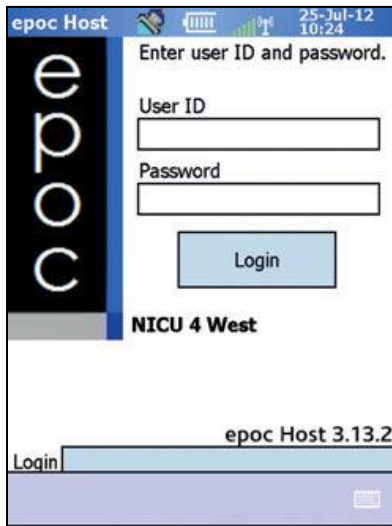 epoc Host
25-Jul-12
10:24
epoc
Enter user ID and password.
User ID
Password
Login
NICU 4 West
epoc Host 3.13.2
Login